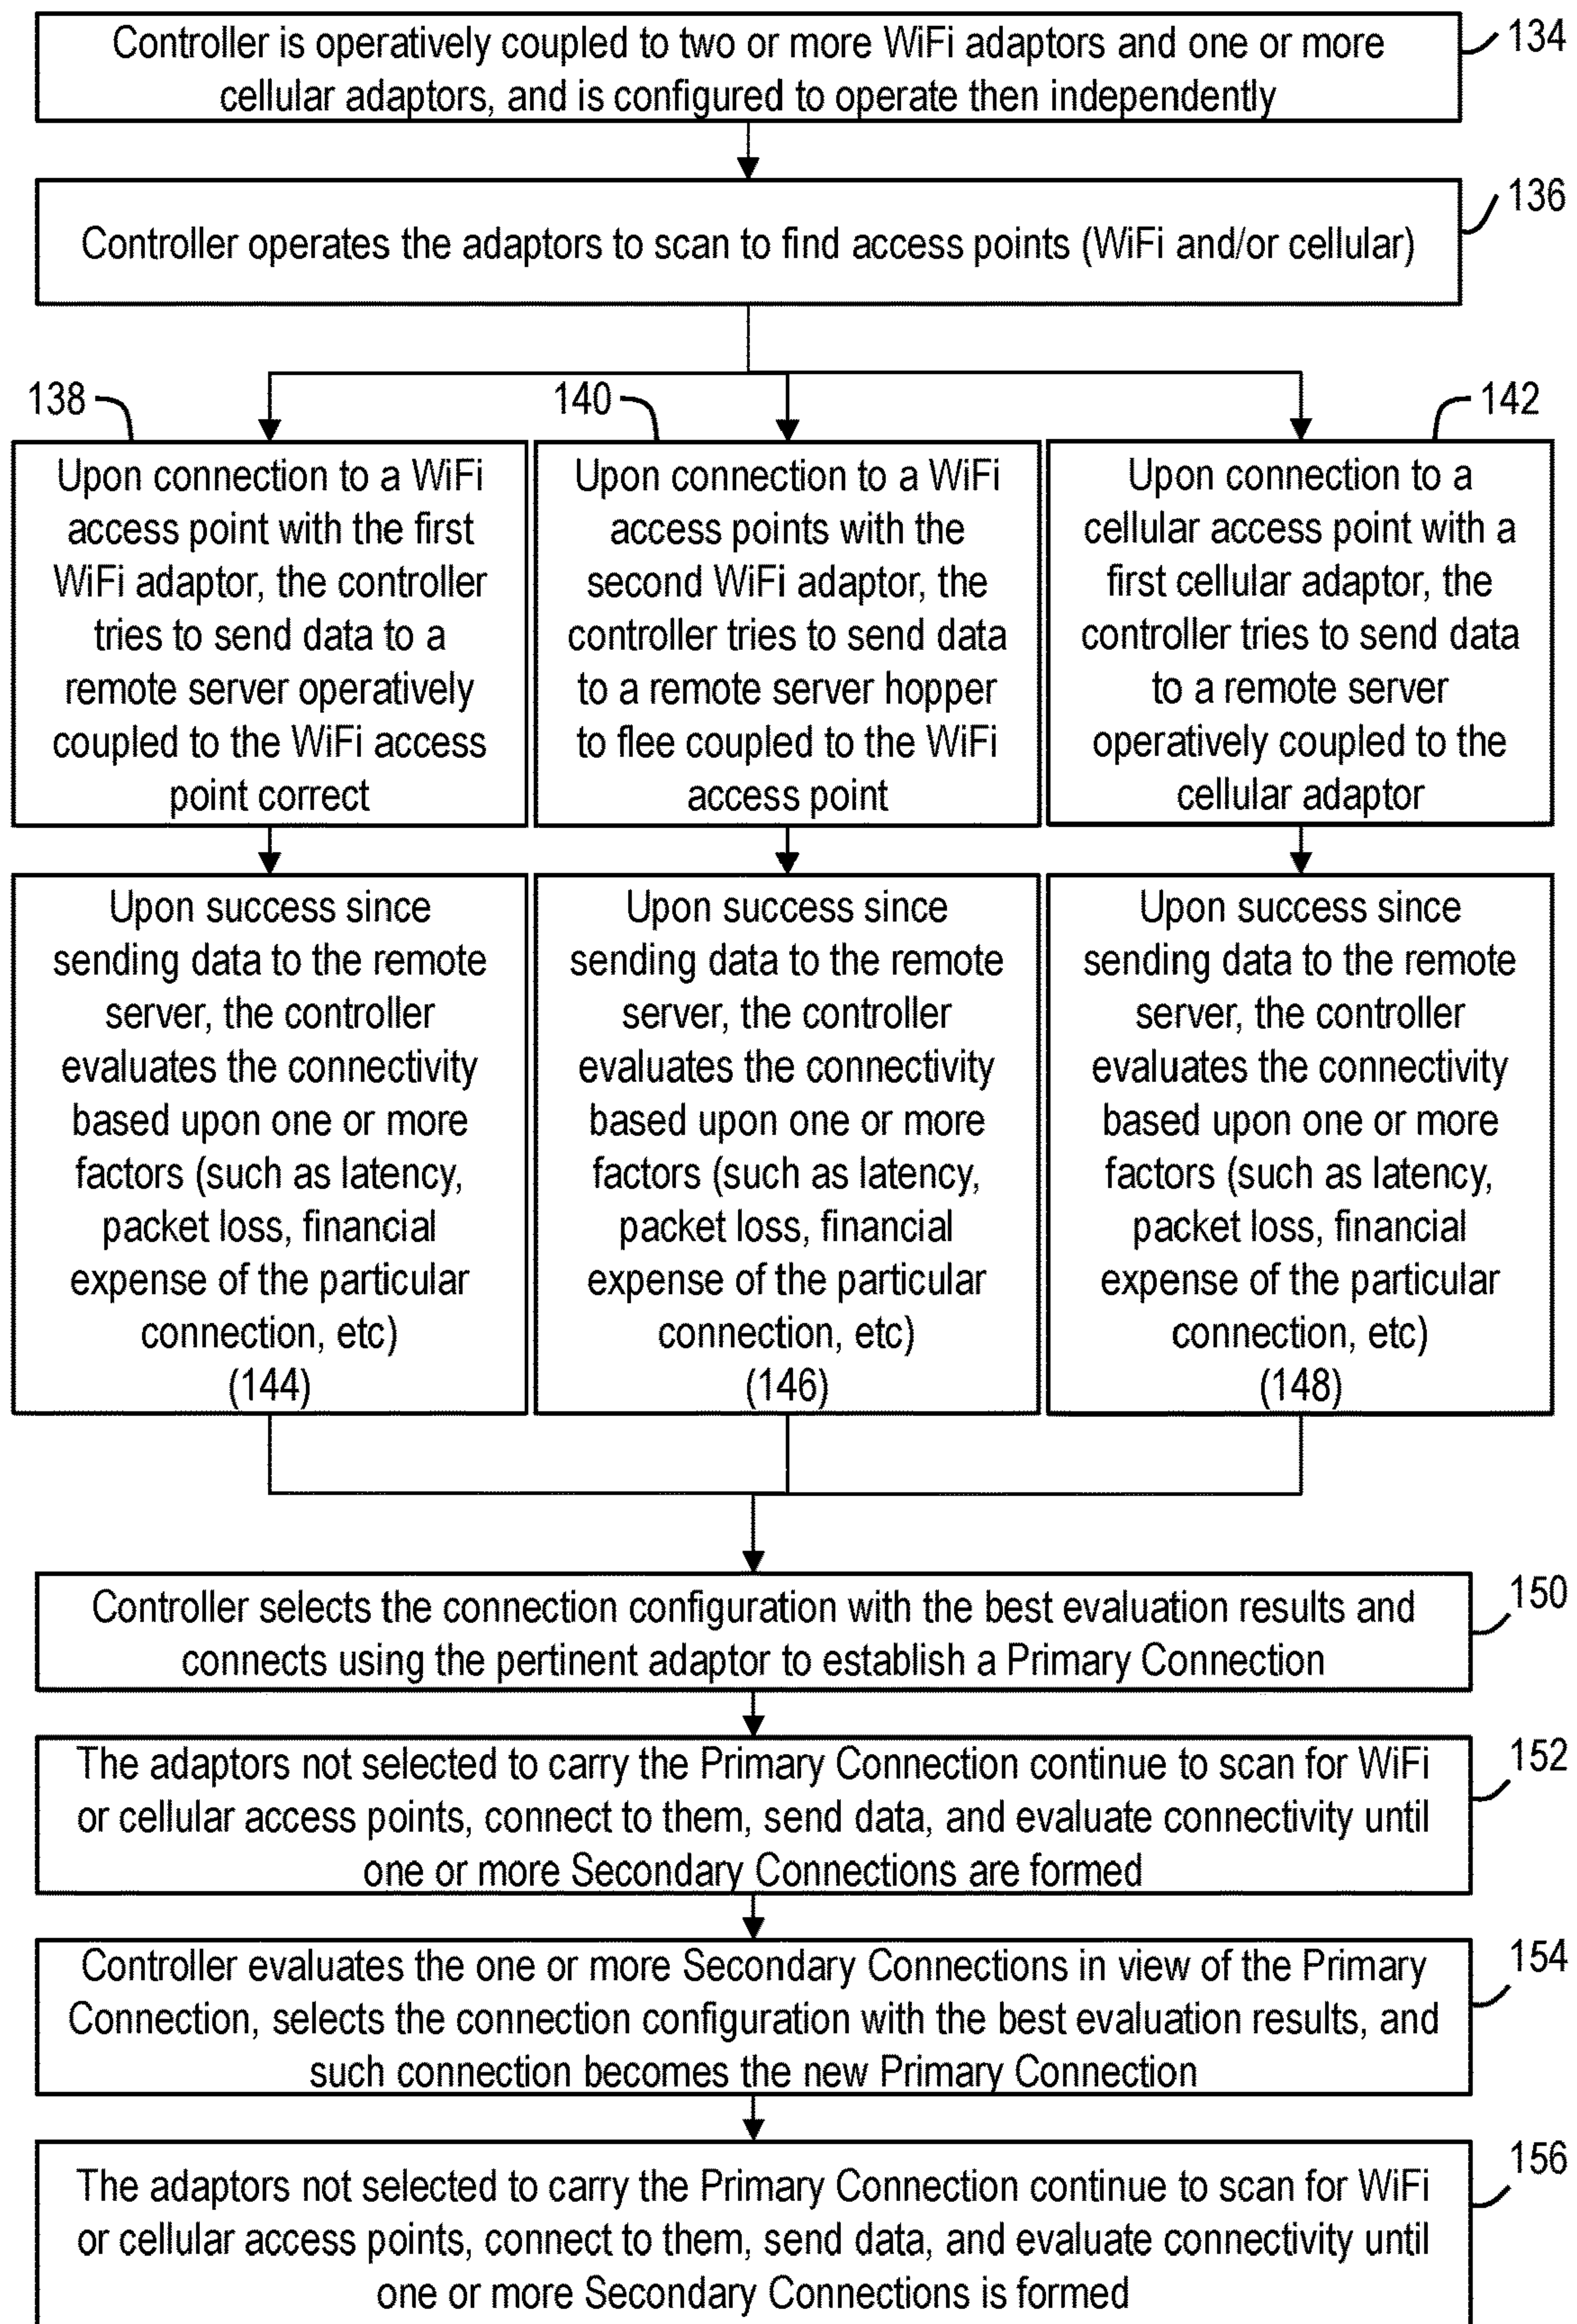 Controller is operatively coupled to two or more WiFi adaptors and one or more
cellular adaptors, and is configured to operate then independently
134
Controller operates the adaptors to scan to find access points (WiFi and/or cellular)
136
138
Upon connection to a WiFi
access point with the first
WiFi adaptor, the controller
tries to send data to a
remote server operatively
coupled to the WiFi access
point correct
140
Upon connection to a WiFi
access points with the
second WiFi adaptor, the
controller tries to send data
to a remote server hopper
to flee coupled to the WiFi
access point
142
Upon connection to a
cellular access point with a
first cellular adaptor, the
controller tries to send data
to a remote server
operatively coupled to the
cellular adaptor
Upon success since
sending data to the remote
server, the controller
evaluates the connectivity
based upon one or more
factors (such as latency,
packet loss, financial
expense of the particular
connection, etc)
(144)
Upon success since
sending data to the remote
server, the controller
evaluates the connectivity
based upon one or more
factors (such as latency,
packet loss, financial
expense of the particular
connection, etc)
(146)
Upon success since
sending data to the remote
server, the controller
evaluates the connectivity
based upon one or more
factors (such as latency,
packet loss, financial
expense of the particular
connection, etc)
(148)
Controller selects the connection configuration with the best evaluation results and
connects using the pertinent adaptor to establish a Primary Connection
150
The adaptors not selected to carry the Primary Connection continue to scan for WiFi
or cellular access points, connect to them, send data, and evaluate connectivity until
one or more Secondary Connections are formed
152
Controller evaluates the one or more Secondary Connections in view of the Primary
Connection, selects the connection configuration with the best evaluation results, and
such connection becomes the new Primary Connection
154
The adaptors not selected to carry the Primary Connection continue to scan for WiFi
or cellular access points, connect to them, send data, and evaluate connectivity until
one or more Secondary Connections is formed
156